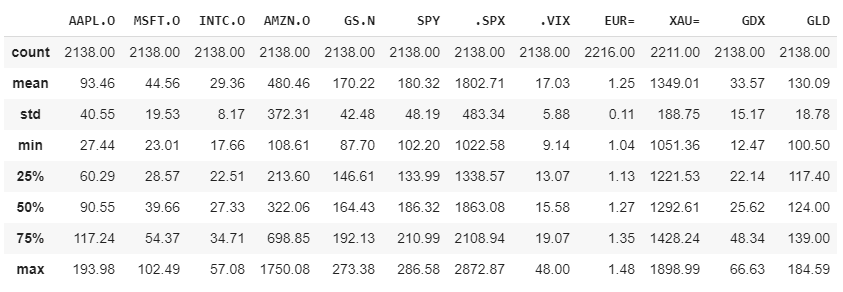 AAPL.O MSFT.O INTC.O AMZN.O GS.N SPY .SPX .VIX EUR= XAU= GDX GLD
count 2138.00 2138.00 2138.00 2138.00 2138.00 2138.00 2138.00 2138.00 2216.00 2211.00 2138.00 2138.00
mean 93.46 44.56 29.36 480.46 170.22 180.32 1802.71 17.03 1.25 1349.01 33.57 130.09
std 40.55 19.53 8.17 372.31 42.48 48.19 483.34 5.88 0.11 188.75 15.17 18.78
min 27.44 23.01 17.66 108.61 87.70 102.20 1022.58 9.14 1.04 1051.36 12.47 100.50
25% 60.29 28.57 22.51 213.60 146.61 133.99 1338.57 13.07 1.13 1221.53 22.14 117.40
50% 90.55 39.66 27.33 322.06 164.43 186.32 1863.08 15.58 1.27 1292.61 25.62 124.00
75% 117.24 54.37 34.71 698.85 192.13 210.99 2108.94 19.07 1.35 1428.24 48.34 139.00
max 193.98 102.49 57.08 1750.08 273.38 286.58 2872.87 48.00 1.48 1898.99 66.63 184.59